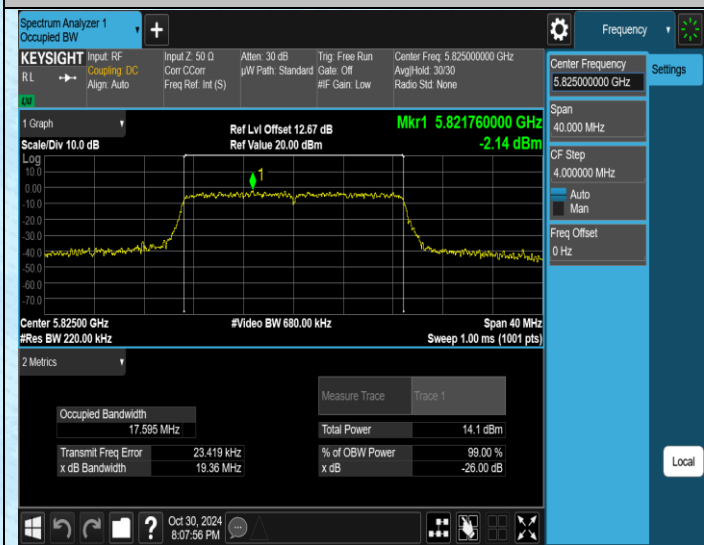 Spectrum Analyzer 1
Occupied BW
+
Frequency
KEYSIGHT
R L
LM
Input: RF
Coupling: DC
Align: Auto
Input Z: 50 Ω
Corr CCorr
Freq Ref: Int (S)
Atten: 30 dB
µW Path: Standard
Trig: Free Run
Gate: Off
#IF Gain: Low
Center Freq: 5.825000000 GHz
Avg|Hold: 30/30
Radio Std: None
Center Frequency
5.825000000 GHz
Settings
Span
40.000 MHz
CF Step
4.000000 MHz
Auto
Man
Freq Offset
0 Hz
Local
1 Graph
Scale/Div 10.0 dB
Ref Lvl Offset 12.67 dB
Ref Value 20.00 dBm
Mkr1 5.821760000 GHz
-2.14 dBm
Log
10.0
0.00
-10.0
-20.0
-30.0
-40.0
-50.0
-60.0
-70.0
1
Center 5.82500 GHz
#Video BW 680.00 kHz
Span 40 MHz
#Res BW 220.00 kHz
Sweep 1.00 ms (1001 pts)
2 Metrics
Measure Trace
Trace 1
Occupied Bandwidth
17.595 MHz
Total Power
14.1 dBm
Transmit Freq Error
23.419 kHz
% of OBW Power
99.00 %
x dB Bandwidth
19.36 MHz
x dB
-26.00 dB
?
Oct 30, 2024
8:07:56 PM